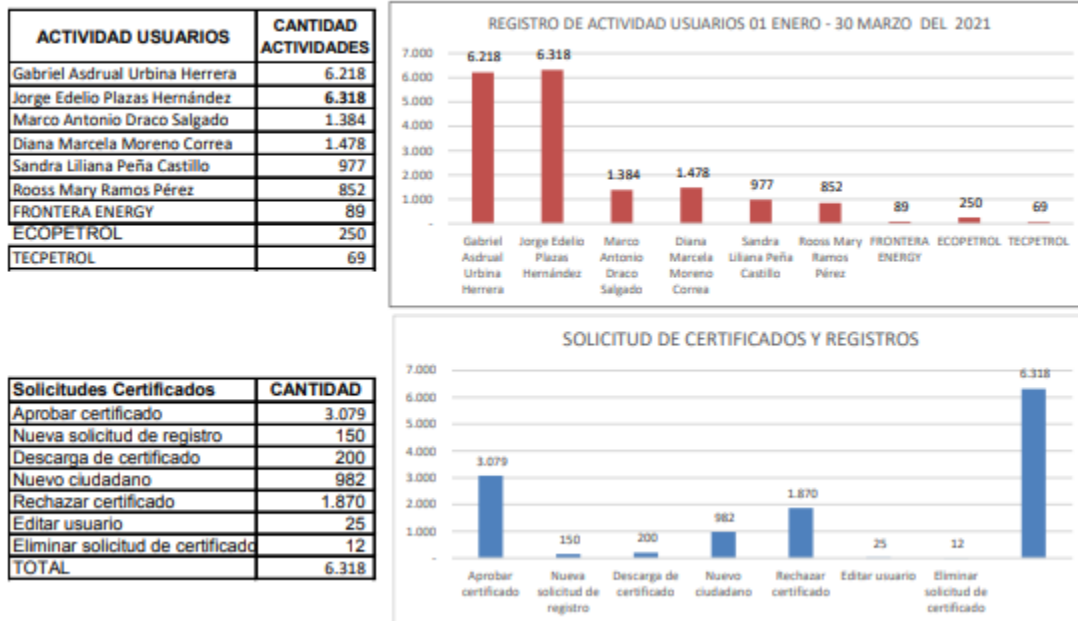 ACTIVIDAD USUARIOS CANTIDAD ACTIVIDADES
Gabriel Asdrual Urbina Herrera 6.218
Jorge Edelio Plazas Hernández 6.318
Marco Antonio Draco Salgado 1.384
Diana Marcela Moreno Correa 1.478
Sandra Liliana Peña Castillo 977
Rooss Mary Ramos Pérez 852
FRONTERA ENERGY 89
ECOPETROL 250
TECPETROL 69
REGISTRO DE ACTIVIDAD USUARIOS 01 ENERO - 30 MARZO DEL 2021
7.000
6.000
5.000
4.000
3.000
2.000
1.000
-
6.218 6.318 1.384 1.478 977 852 89 250 69
Gabriel Asdrual Urbina Herrera
Jorge Edelio Plazas Hernández
Marco Antonio Draco Salgado
Diana Marcela Moreno Correa
Sandra Liliana Peña Castillo
Rooss Mary Ramos Pérez
FRONTERA ENERGY
ECOPETROL
TECPETROL
Solicitudes Certificados CANTIDAD
Aprobar certificado 3.079
Nueva solicitud de registro 150
Descarga de certificado 200
Nuevo ciudadano 982
Rechazar certificado 1.870
Editar usuario 25
Eliminar solicitud de certificado 12
TOTAL 6.318
SOLICITUD DE CERTIFICADOS Y REGISTROS
7.000
6.000
5.000
4.000
3.000
2.000
1.000
-
3.079 150 200 982 1.870 25 12 6.318
Aprobar certificado
Nueva solicitud de registro
Descarga de certificado
Nuevo ciudadano
Rechazar certificado
Editar usuario
Eliminar solicitud de certificado